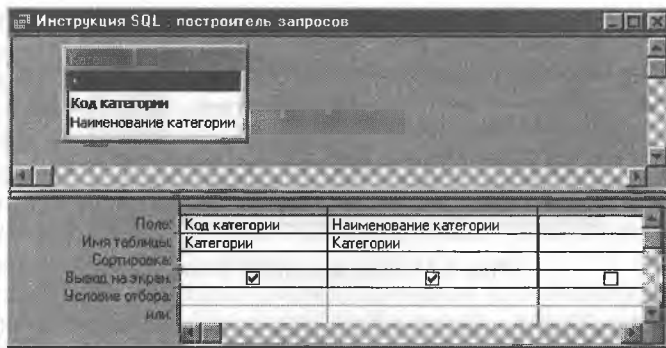 Инструкция SQL : построитель запросов
Категории
*
Код категории
Наименование категории
Поле: Код категории Наименование категории
Имя таблицы: Категории Категории
Сортировка:
Вывод на экран:
Условие отбора:
или: